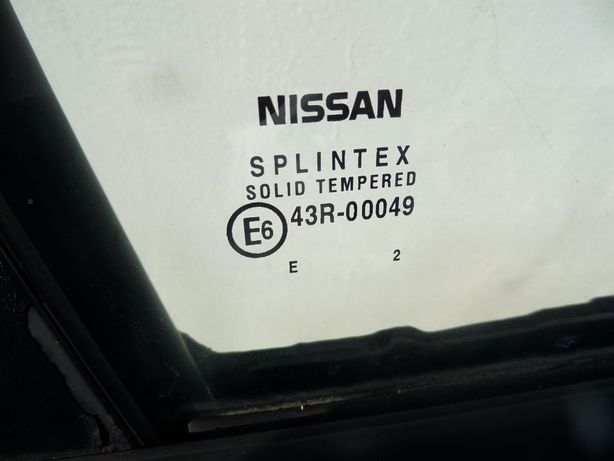 NISSAN
SPLINTEX
SOLID TEMPERED
E6 43R-00049
E 2